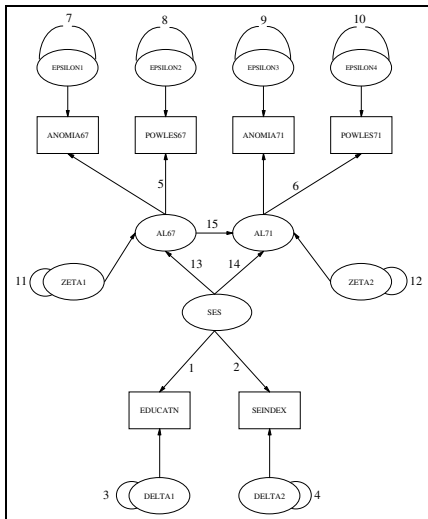 7 8 9 10
EPSILON1 EPSILON2 EPSILON3 EPSILON4
ANOMIA67 POWLES67 ANOMIA71 POWLES71
5 6
15
AL67 AL71
13 14
11 ZETA1 ZETA2 12
SES
1 2
EDUCATN SEINDEX
3 DELTA1 DELTA2 4